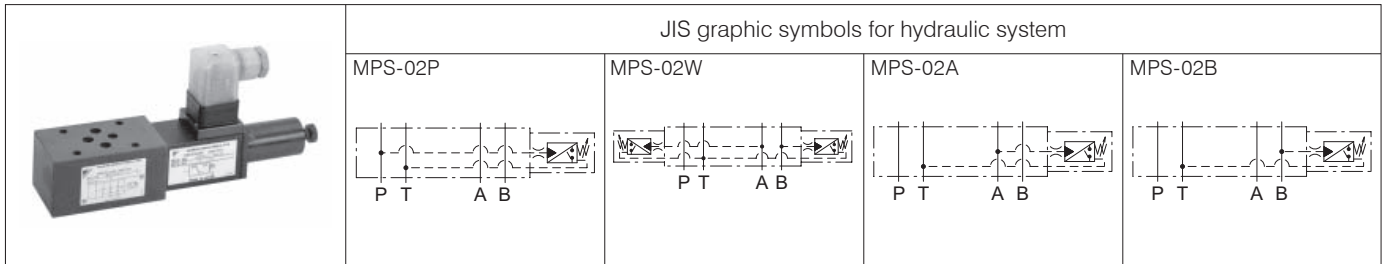 JIS graphic symbols for hydraulic system
MPS-02P
MPS-02W
MPS-02A
MPS-02B
P T A B
P T A B
P T A B
P T A B